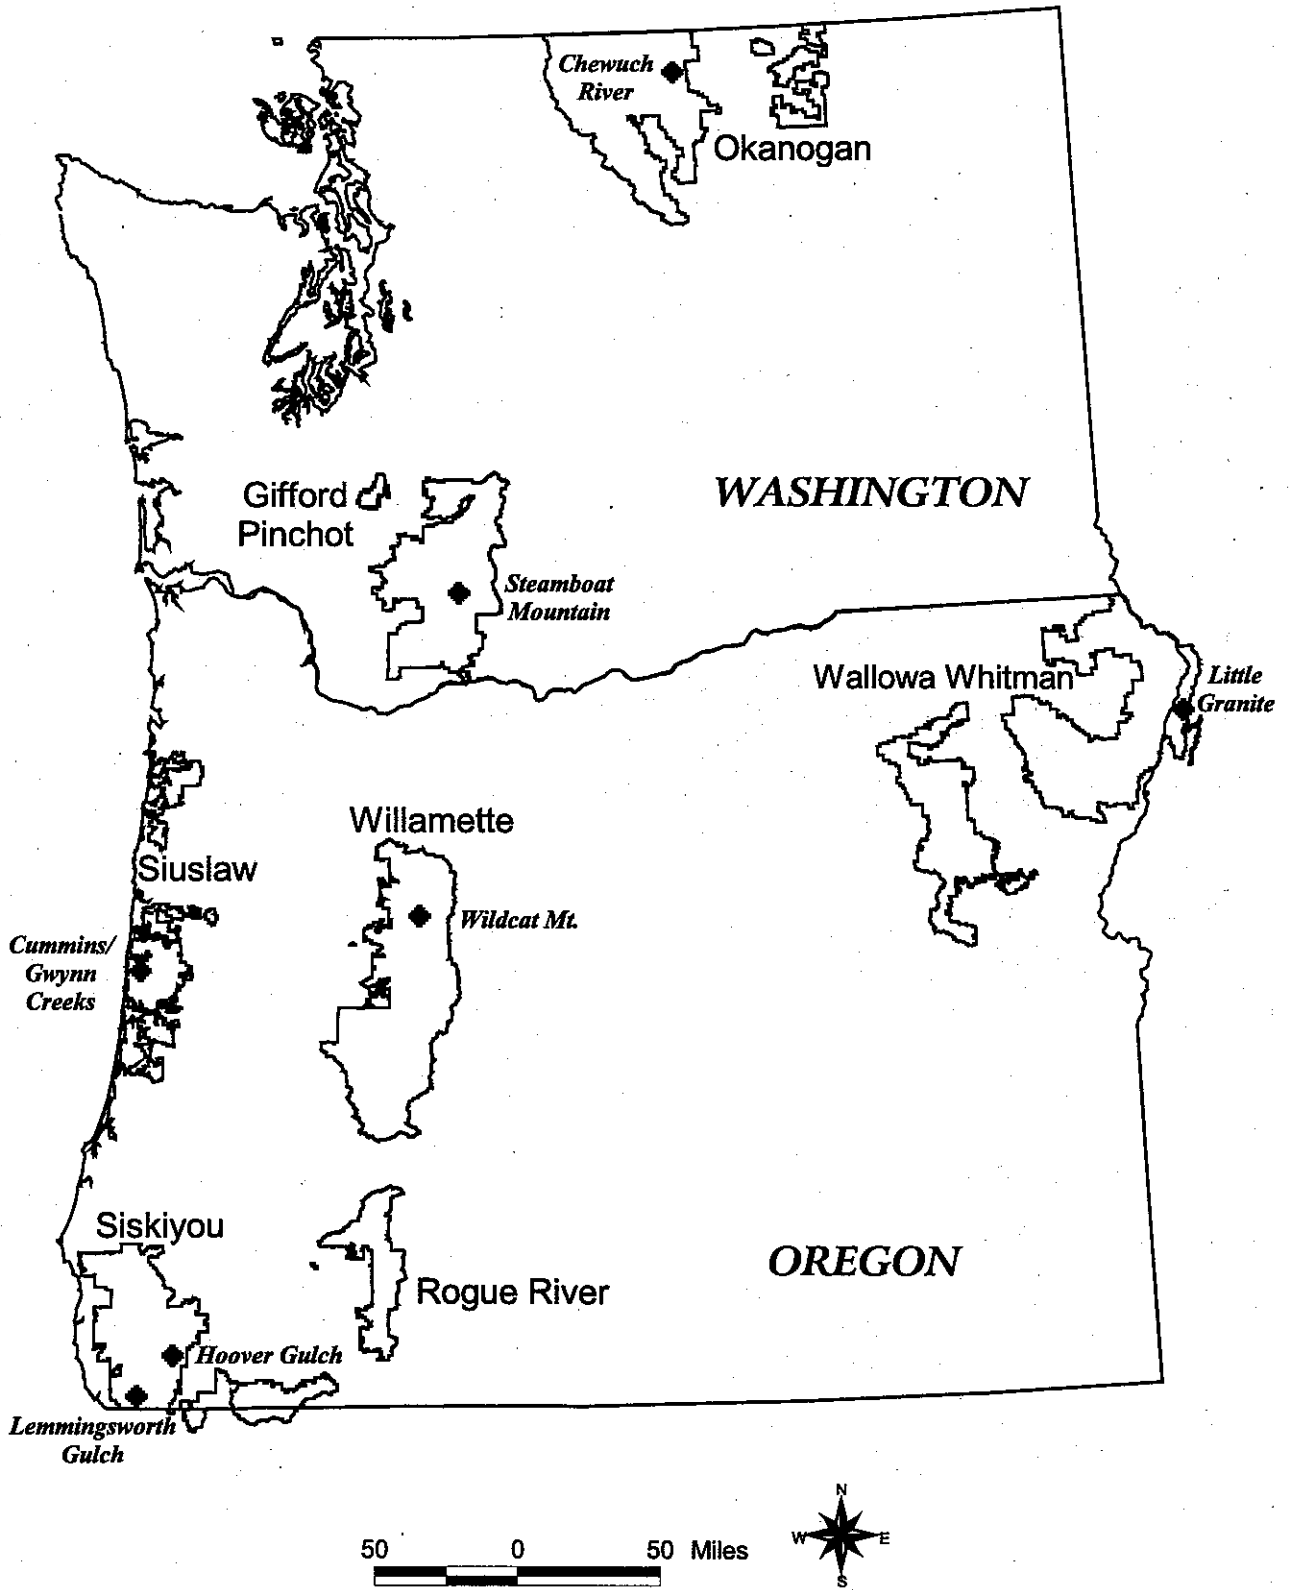 Chewuch
River
Okanogan
Gifford
Pinchot
WASHINGTON
Steamboat
Mountain
Wallowa Whitman
Little
Granite
Willamette
Siuslaw
Wildcat Mt.
Cummins/
Gwynn
Creeks
Siskiyou
OREGON
Rogue River
Hoover Gulch
Lemmingsworth
Gulch
N
W E
S
50 0 50 Miles